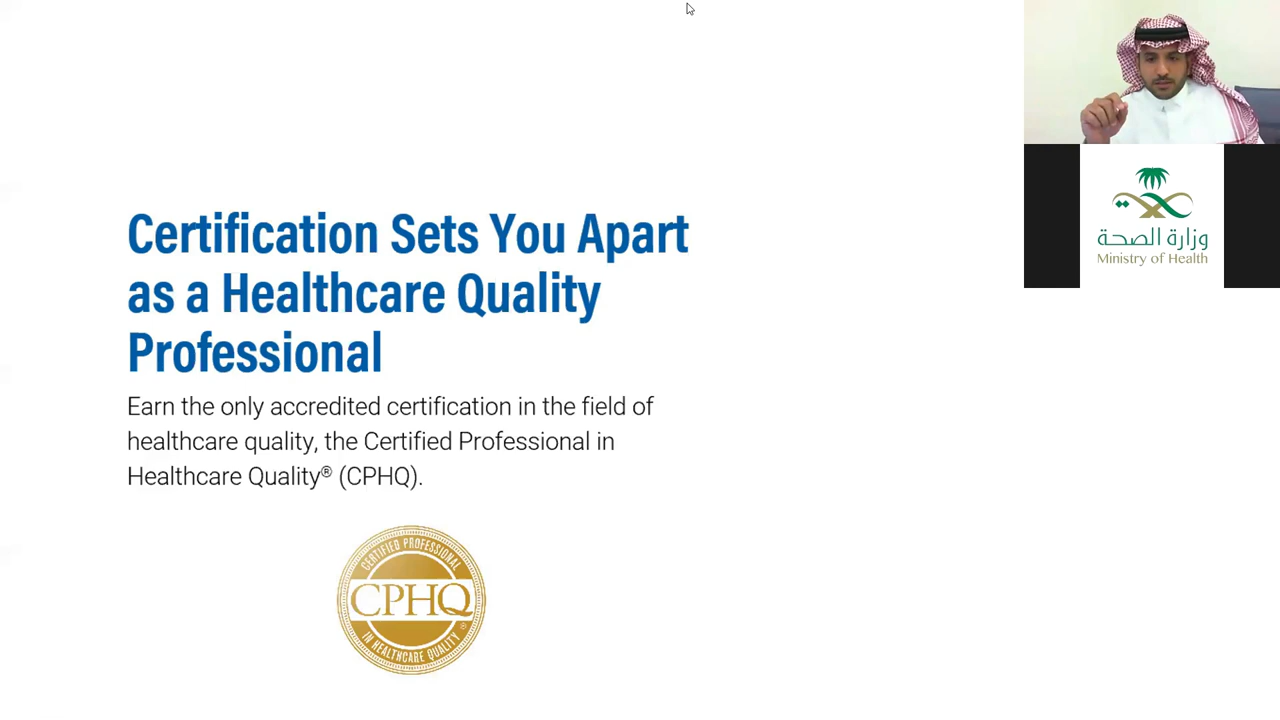 Certification Sets You Apart
as a Healthcare Quality
Professional
Earn the only accredited certification in the field of
healthcare quality, the Certified Professional in
Healthcare Quality® (CPHQ).
CERTIFIED PROFESSIONAL
CPHQ®
IN HEALTHCARE QUALITY
وزارة الصحة
Ministry of Health